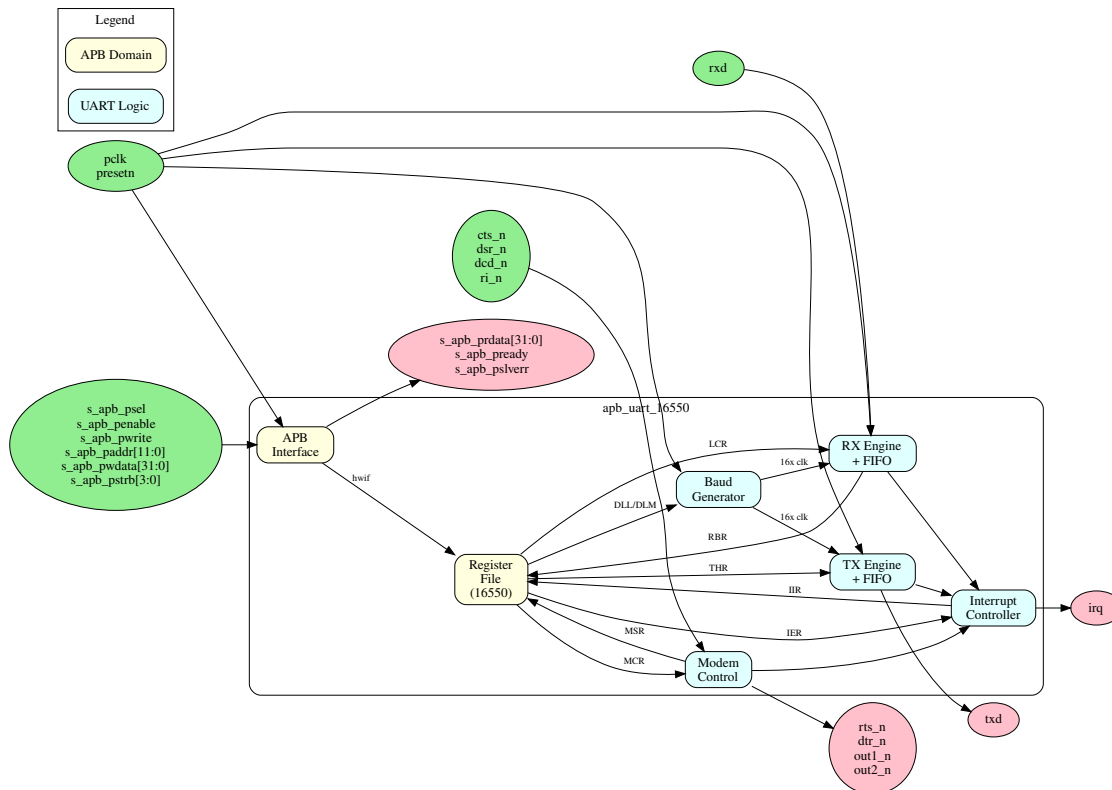 Legend
APB Domain
UART Logic
rxd
pclk
presetn
cts_n
dsr_n
dcd_n
ri_n
s_apb_prdata[31:0]
s_apb_pready
s_apb_pslverr
s_apb_psel
s_apb_penable
s_apb_pwrite
s_apb_paddr[11:0]
s_apb_pwdata[31:0]
s_apb_pstrb[3:0]
apb_uart_16550
APB
Interface
LCR
RX Engine
+ FIFO
16x clk
hwif
Baud
Generator
DLL/DLM
16x clk
RBR
Register
File
(16550)
THR
TX Engine
+ FIFO
IIR
Interrupt
Controller
irq
MSR
IER
MCR
Modem
Control
txd
rts_n
dtr_n
out1_n
out2_n